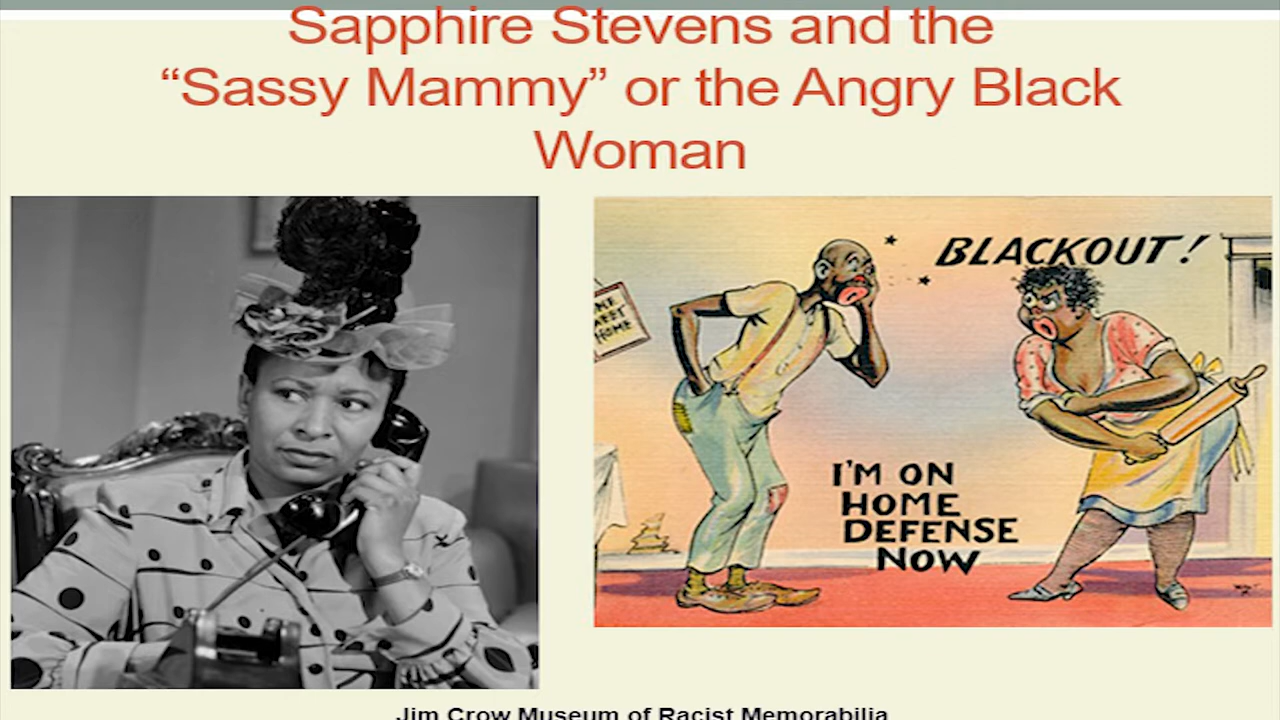 Sapphire Stevens and the
“Sassy Mammy” or the Angry Black
Woman
BLACKOUT!
HOME
I'M ON
HOME
DEFENSE
NOW
Jim Crow Museum of Racist Memorabilia